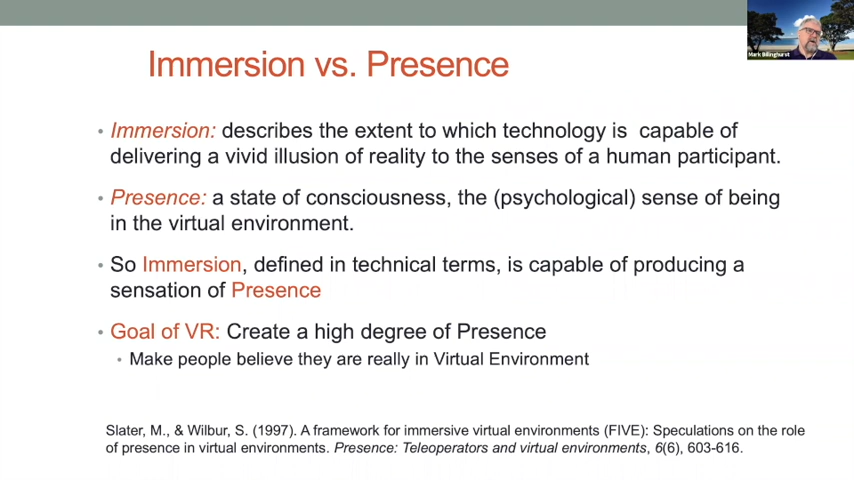 Immersion vs. Presence
Mark Billinghurst
• Immersion: describes the extent to which technology is capable of
delivering a vivid illusion of reality to the senses of a human participant.
• Presence: a state of consciousness, the (psychological) sense of being
in the virtual environment.
• So Immersion, defined in technical terms, is capable of producing a
sensation of Presence
• Goal of VR: Create a high degree of Presence
• Make people believe they are really in Virtual Environment
Slater, M., & Wilbur, S. (1997). A framework for immersive virtual environments (FIVE): Speculations on the role
of presence in virtual environments. Presence: Teleoperators and virtual environments, 6(6), 603-616.